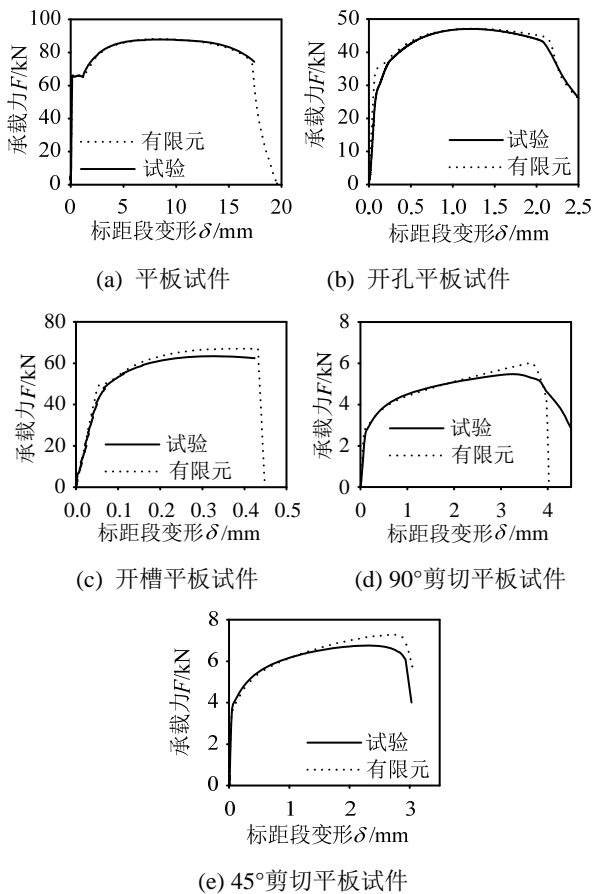 承载力F/kN
100
80
60
40
20
0
有限元
试验
0 5 10 15 20
标距段变形δ/mm
(a) 平板试件
承载力F/kN
50
40
30
20
10
0
试验
有限元
0.0 0.5 1.0 1.5 2.0 2.5
标距段变形δ/mm
(b) 开孔平板试件
承载力F/kN
80
60
40
20
0
试验
有限元
0.0 0.1 0.2 0.3 0.4 0.5
标距段变形δ/mm
(c) 开槽平板试件
承载力F/kN
8
6
4
2
0
试验
有限元
0 1 2 3 4
标距段变形δ/mm
(d) 90°剪切平板试件
承载力F/kN
8
6
4
2
0
试验
有限元
0 1 2 3
标距段变形δ/mm
(e) 45°剪切平板试件